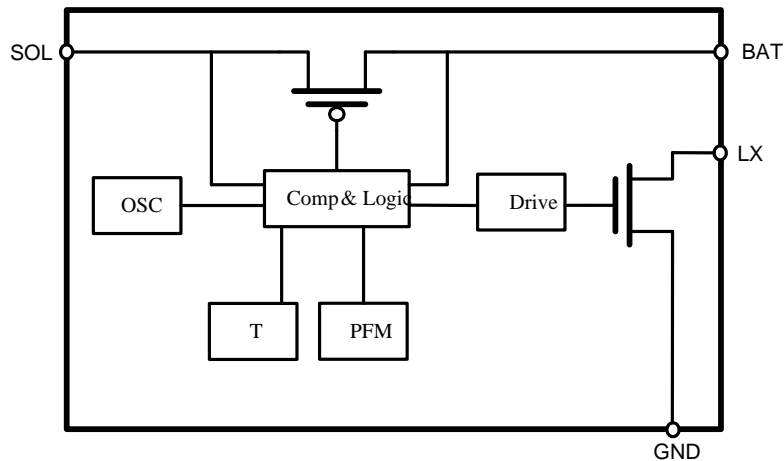 SOL
BAT
LX
OSC
Comp & Logic
Drive
T
PFM
GND